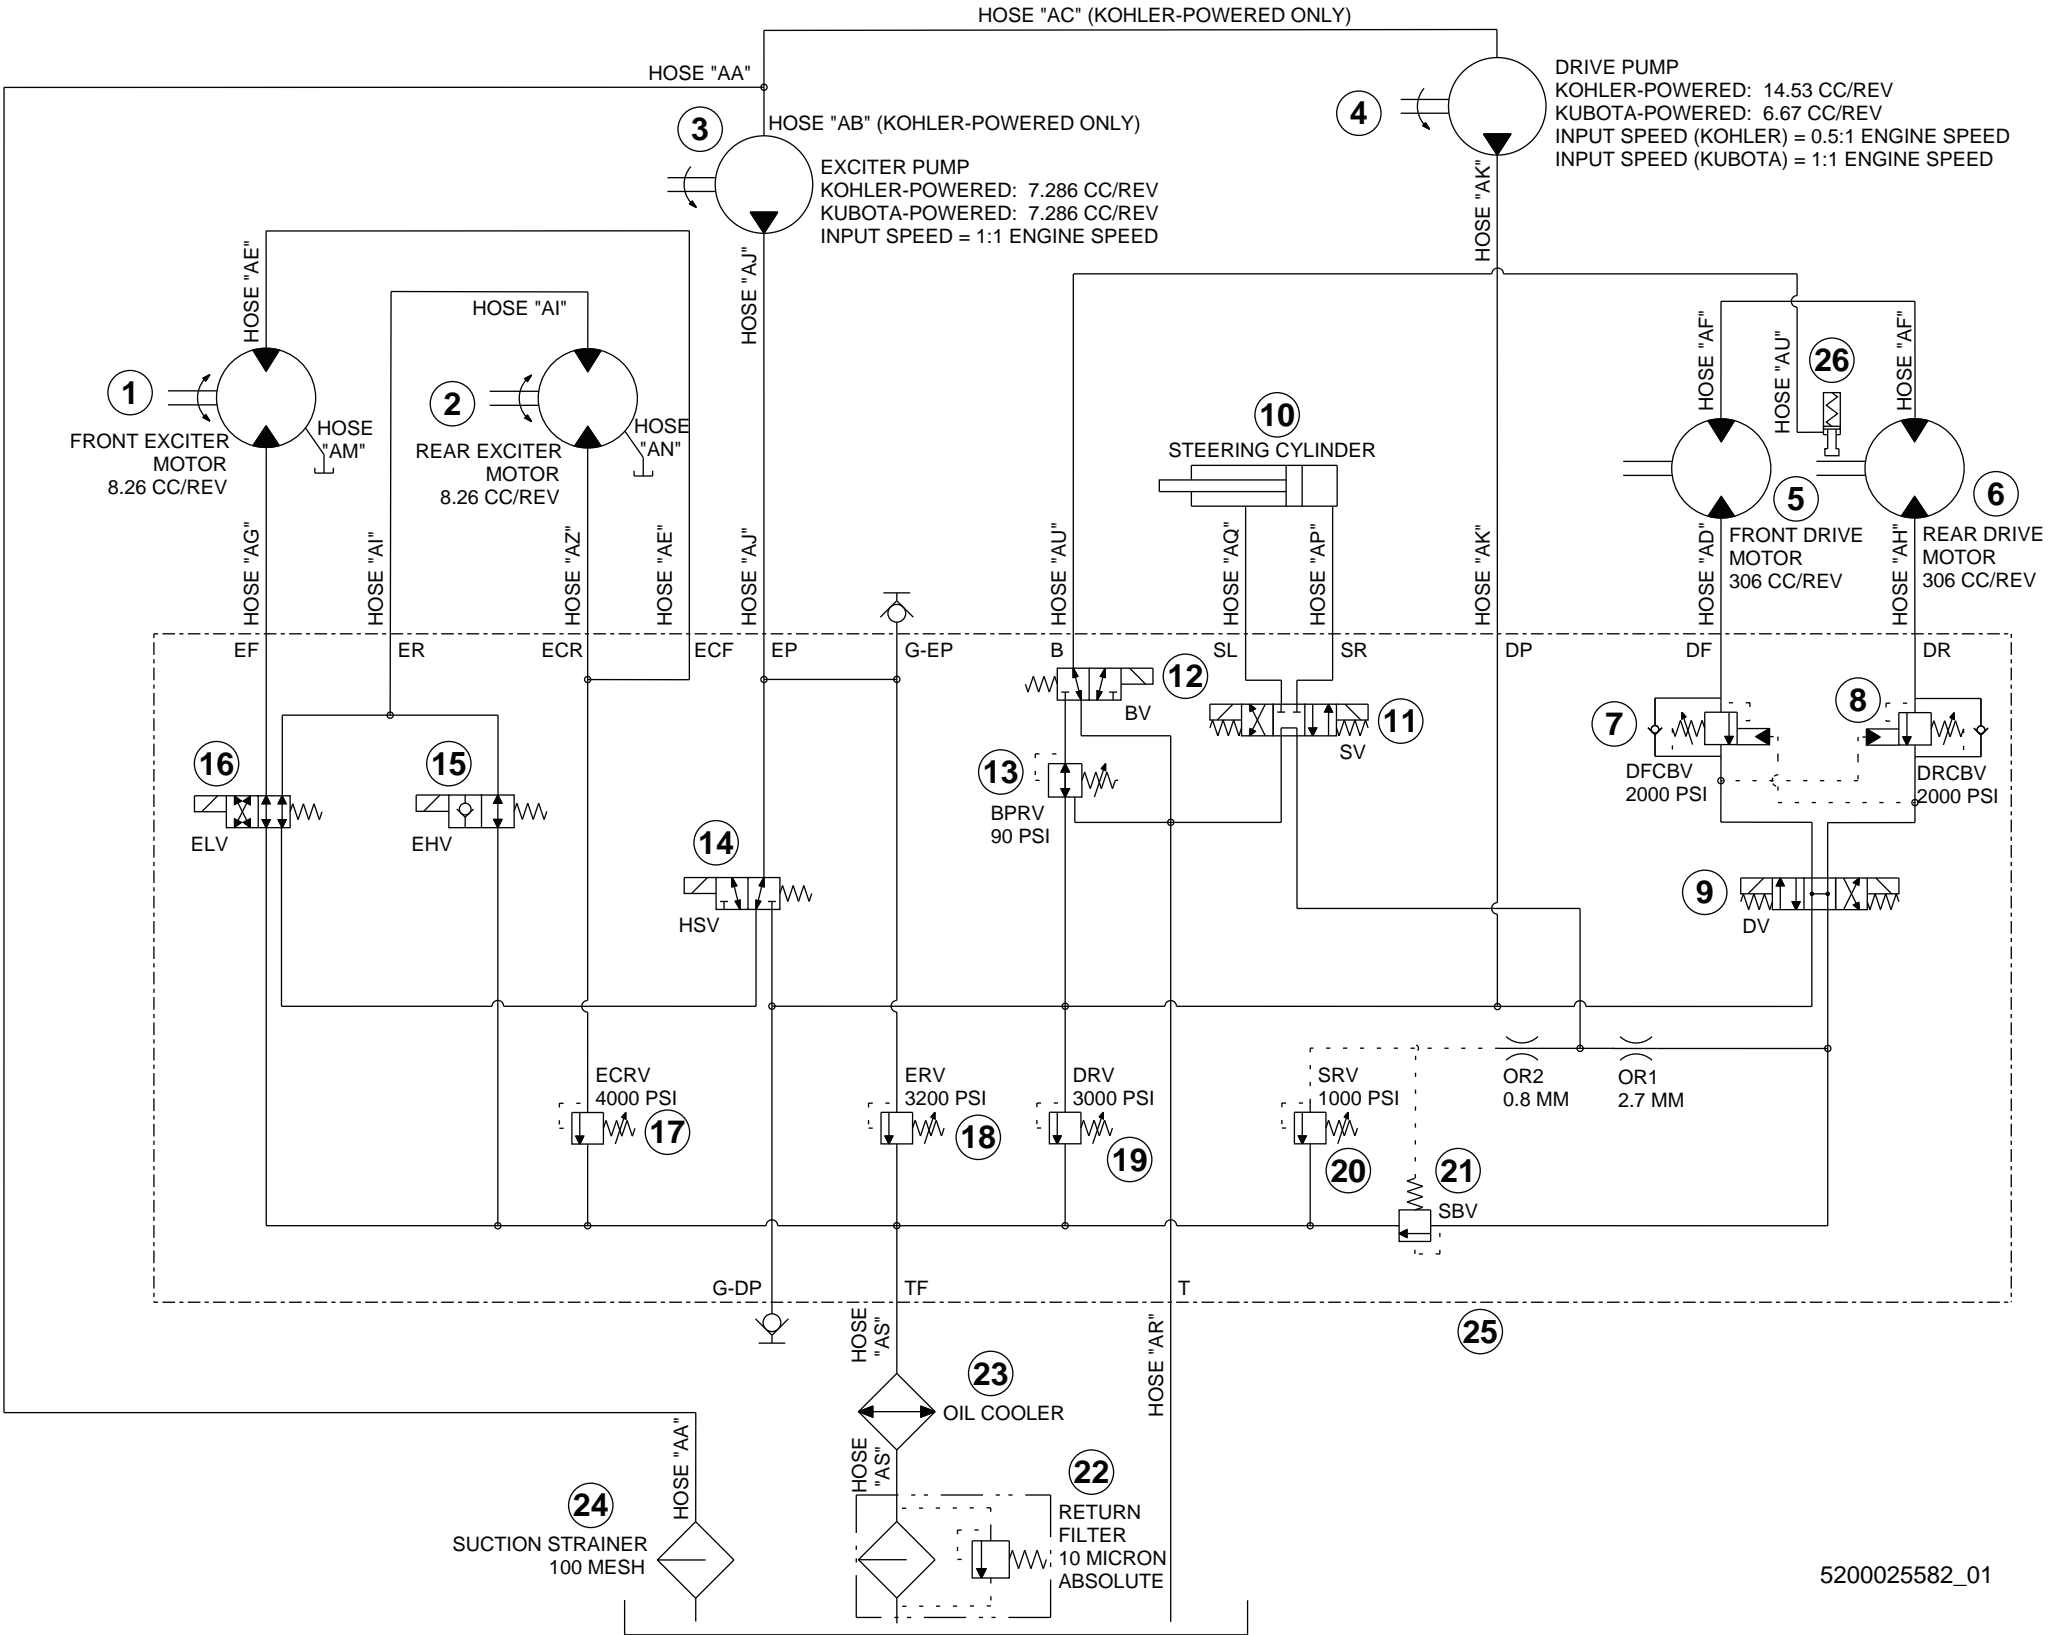 HOSE "AC" (KOHLER-POWERED ONLY)
HOSE "AA"
3
HOSE "AB" (KOHLER-POWERED ONLY)
EXCITER PUMP
KOHLER-POWERED: 7.286 CC/REV
KUBOTA-POWERED: 7.286 CC/REV
INPUT SPEED = 1:1 ENGINE SPEED
4
DRIVE PUMP
KOHLER-POWERED: 14.53 CC/REV
KUBOTA-POWERED: 6.67 CC/REV
INPUT SPEED (KOHLER) = 0.5:1 ENGINE SPEED
INPUT SPEED (KUBOTA) = 1:1 ENGINE SPEED
HOSE "AE"
HOSE "AI"
HOSE "AJ"
HOSE "AK"
HOSE "AF"
HOSE "AU"
26
HOSE "AF"
1
FRONT EXCITER
MOTOR
8.26 CC/REV
HOSE
"AM"
2
REAR EXCITER
MOTOR
8.26 CC/REV
HOSE
"AN"
10
STEERING CYLINDER
5
FRONT DRIVE
MOTOR
306 CC/REV
6
REAR DRIVE
MOTOR
306 CC/REV
HOSE "AG"
HOSE "AI"
HOSE "AZ"
HOSE "AE"
HOSE "AJ"
HOSE "AU"
HOSE "AQ"
HOSE "AP"
HOSE "AK"
HOSE "AD"
HOSE "AH"
EF
ER
ECR
ECF
EP
G-EP
B
SL
SR
DP
DF
DR
12
BV
11
SV
7
DFCBV
2000 PSI
8
DRCBV
2000 PSI
16
ELV
15
EHV
13
BPRV
90 PSI
14
HSV
9
DV
ECRV
4000 PSI
17
ERV
3200 PSI
18
DRV
3000 PSI
19
SRV
1000 PSI
20
OR2
0.8 MM
OR1
2.7 MM
21
SBV
G-DP
TF
T
25
HOSE
"AS"
HOSE "AR"
23
OIL COOLER
HOSE
"AS"
HOSE "AA"
24
SUCTION STRAINER
100 MESH
22
RETURN
FILTER
10 MICRON
ABSOLUTE
5200025582_01